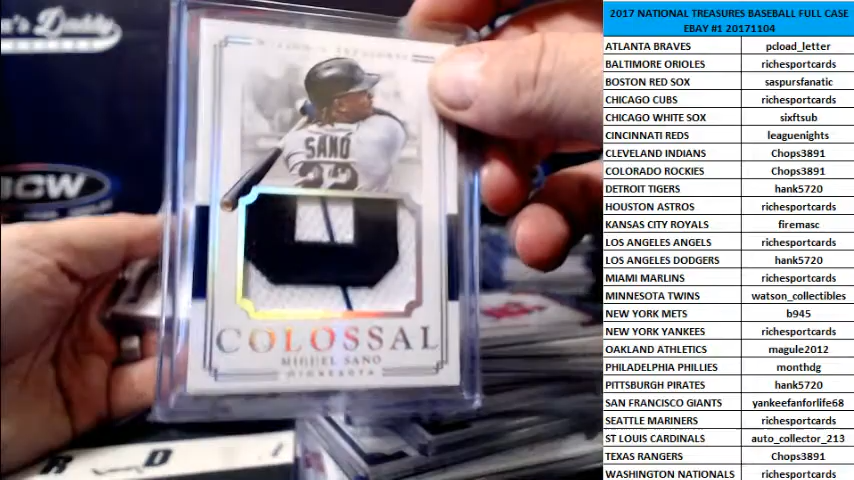 's Daddy
BCW
NATIONAL TREASURES
SANO
22
COLOSSAL
MIGUEL SANO
MINNESOTA
R D
2017 NATIONAL TREASURES BASEBALL FULL CASE
EBAY #1 20171104
ATLANTA BRAVES pcload_letter
BALTIMORE ORIOLES richesportcards
BOSTON RED SOX saspursfanatic
CHICAGO CUBS richesportcards
CHICAGO WHITE SOX sixftsub
CINCINNATI REDS leaguenights
CLEVELAND INDIANS Chops3891
COLORADO ROCKIES Chops3891
DETROIT TIGERS hank5720
HOUSTON ASTROS richesportcards
KANSAS CITY ROYALS firemasc
LOS ANGELES ANGELS richesportcards
LOS ANGELES DODGERS hank5720
MIAMI MARLINS richesportcards
MINNESOTA TWINS watson_collectibles
NEW YORK METS b945
NEW YORK YANKEES richesportcards
OAKLAND ATHLETICS magule2012
PHILADELPHIA PHILLIES monthdg
PITTSBURGH PIRATES hank5720
SAN FRANCISCO GIANTS yankeefanforlife68
SEATTLE MARINERS richesportcards
ST LOUIS CARDINALS auto_collector_213
TEXAS RANGERS Chops3891
WASHINGTON NATIONALS richesportcards